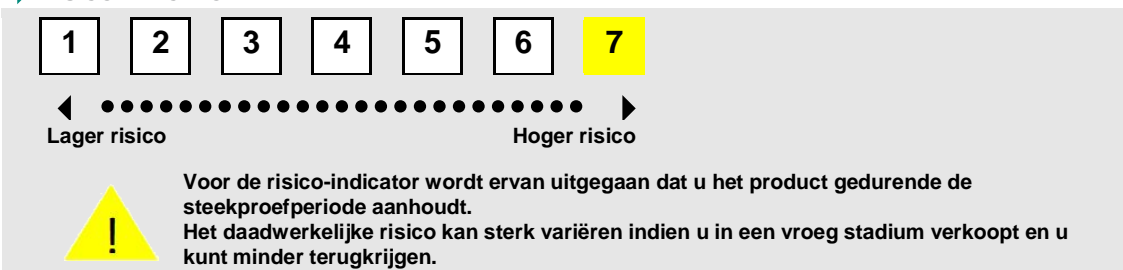 1 2 3 4 5 6 7
Lager risico Hoger risico
Voor de risico-indicator wordt ervan uitgegaan dat u het product gedurende de
steekproefperiode aanhoudt.
!
Het daadwerkelijke risico kan sterk variëren indien u in een vroeg stadium verkoopt en u
kunt minder terugkrijgen.